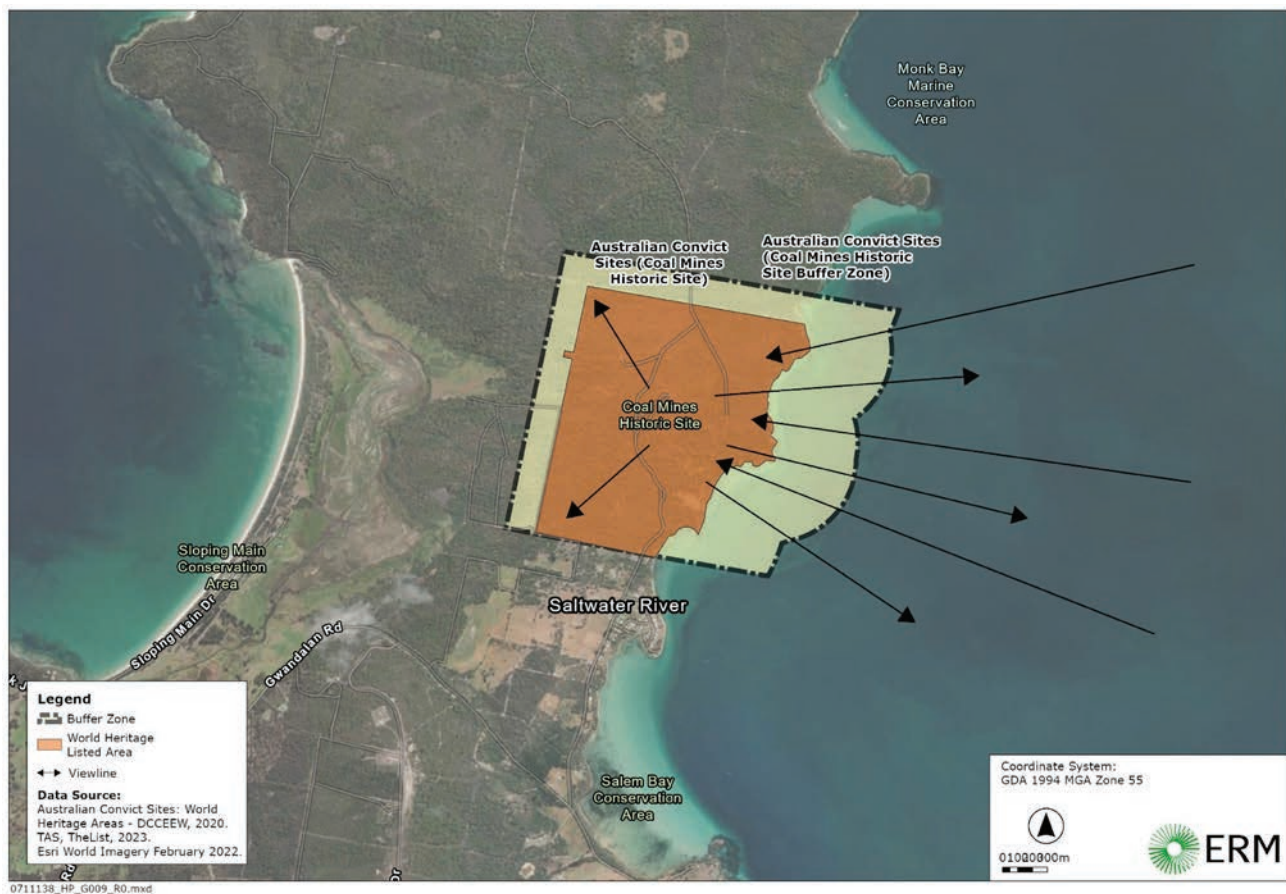 Monk Bay
Marine
Conservation
Area
Australian Convict
Sites (Coal Mines
Historic Site)
Australian Convict Sites
(Coal Mines Historic
Site Buffer Zone)
Coal Mines
Historic Site
Sloping Main
Conservation
Area
Sloping Main Dr
Gwandalan Rd
Saltwater River
Salem Bay
Conservation
Area
Legend
Buffer Zone
World Heritage
Listed Area
Viewline
Data Source:
Australian Convict Sites: World
Heritage Areas - DCCEEW, 2020.
TAS, TheList, 2023.
Esri World Imagery February 2022.
Rd
Dr
Coordinate System:
GDA 1994 MGA Zone 55
ERM
0711138_HP_G009_R0.mxd